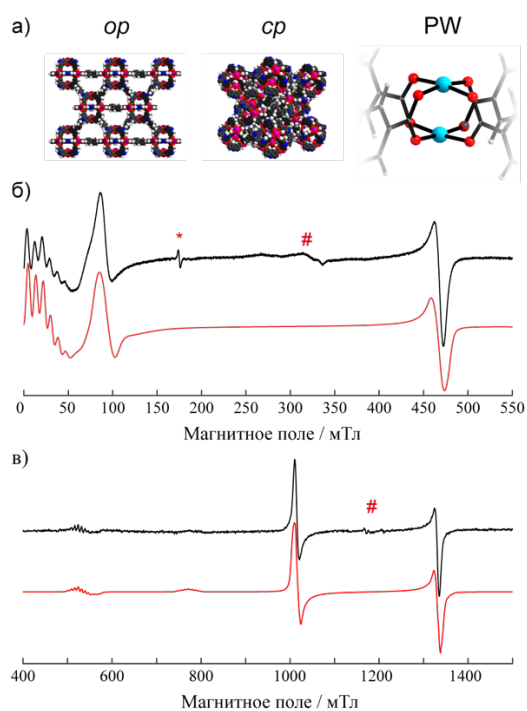 а) op cp PW
б)
* #
0 50 100 150 200 250 300 350 400 450 500 550
Магнитное поле / мТл
в)
#
400 600 800 1000 1200 1400
Магнитное поле / мТл